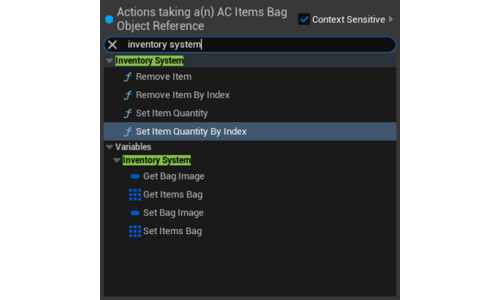 Actions taking a(n) AC Items Bag
Object Reference
Context Sensitive
inventory system
Inventory System
Remove Item
Remove Item By Index
Set Item Quantity
Set Item Quantity By Index
Variables
Inventory System
Get Bag Image
Get Items Bag
Set Bag Image
Set Items Bag